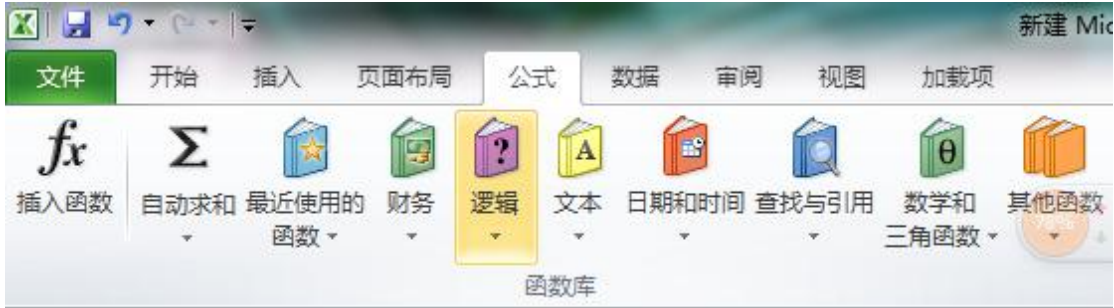 新建 Mic
文件 开始 插入 页面布局 公式 数据 审阅 视图 加载项
插入函数 自动求和 最近使用的 财务 逻辑 文本 日期和时间 查找与引用 数学和 其他函数
函数 三角函数
函数库